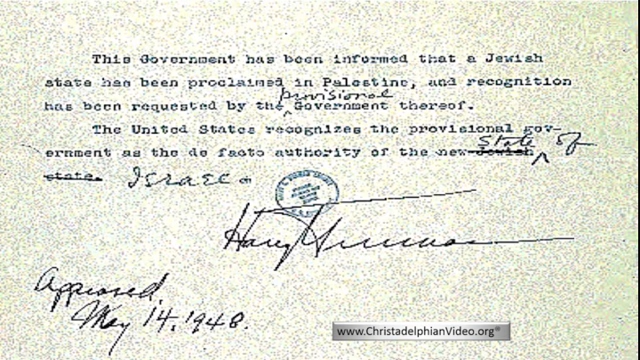 This Government has been informed that a Jewish
state has been proclaimed in Palestine, and recognition
provisional
has been requested by the Government thereof.
The United States recognizes the provisional gov-
State of
ernment as the de facto authority of the new Jewish
state. Israel.
Harry Truman
Approved,
May 14, 1948.
www.ChristadelphianVideo.org®